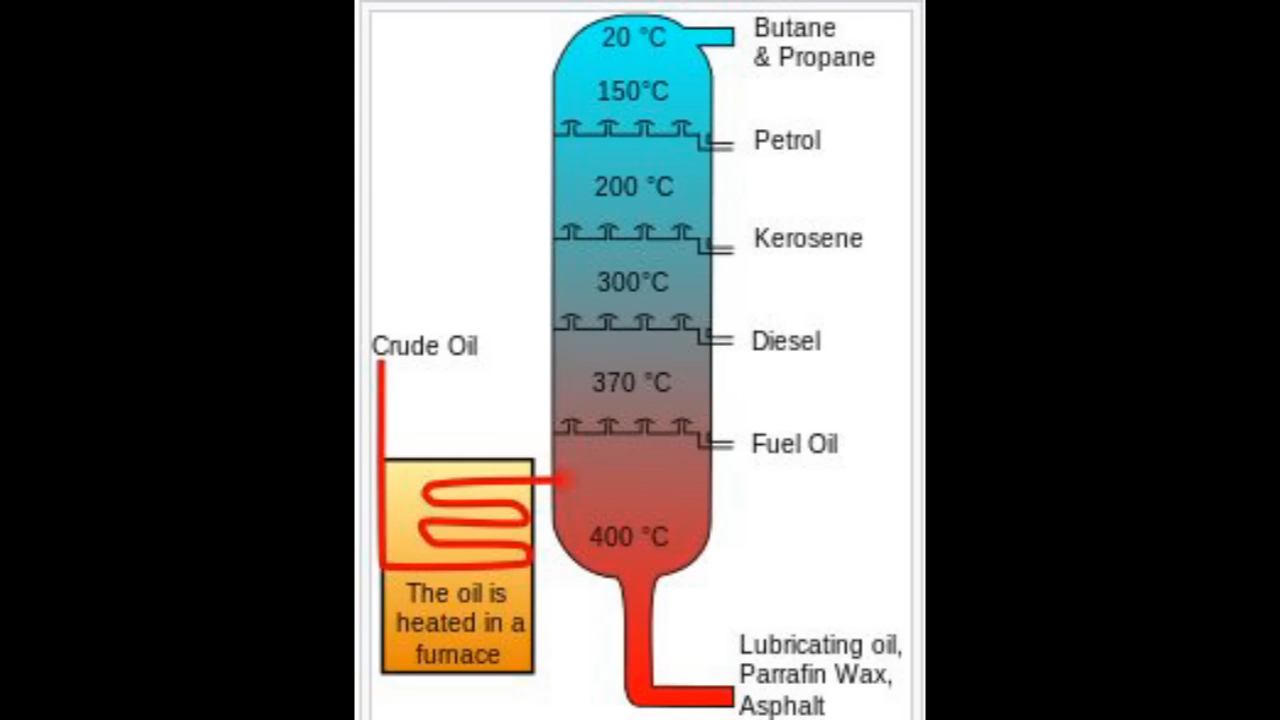 20 °C
Butane
& Propane
150°C
Petrol
200 °C
Kerosene
300°C
Diesel
Crude Oil
370 °C
Fuel Oil
400 °C
The oil is
heated in a
furnace
Lubricating oil,
Parrafin Wax,
Asphalt